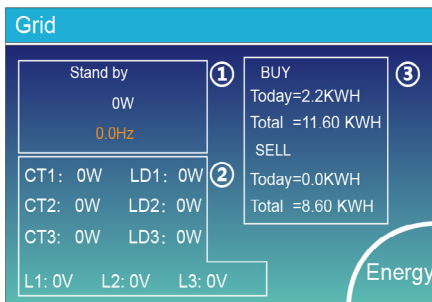 Grid
Stand by
0W
0.0Hz
①
CT1: 0W LD1: 0W
CT2: 0W LD2: 0W
CT3: 0W LD3: 0W
L1: 0V L2: 0V L3: 0V
②
BUY
Today=2.2KWH
Total =11.60 KWH
SELL
Today=0.0KWH
Total =8.60 KWH
③
Energy